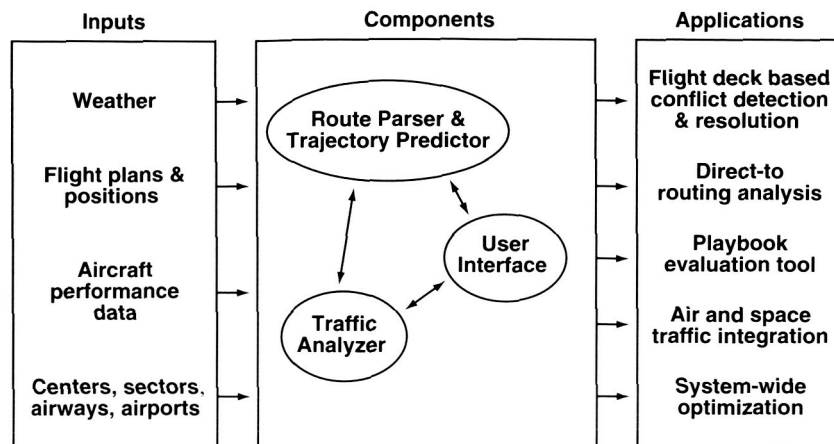 Inputs
Components
Applications
Weather
Flight plans &
positions
Aircraft
performance
data
Centers, sectors,
airways, airports
Route Parser &
Trajectory Predictor
User
Interface
Traffic
Analyzer
Flight deck based
conflict detection
& resolution
Direct-to
routing analysis
Playbook
evaluation tool
Air and space
traffic integration
System-wide
optimization